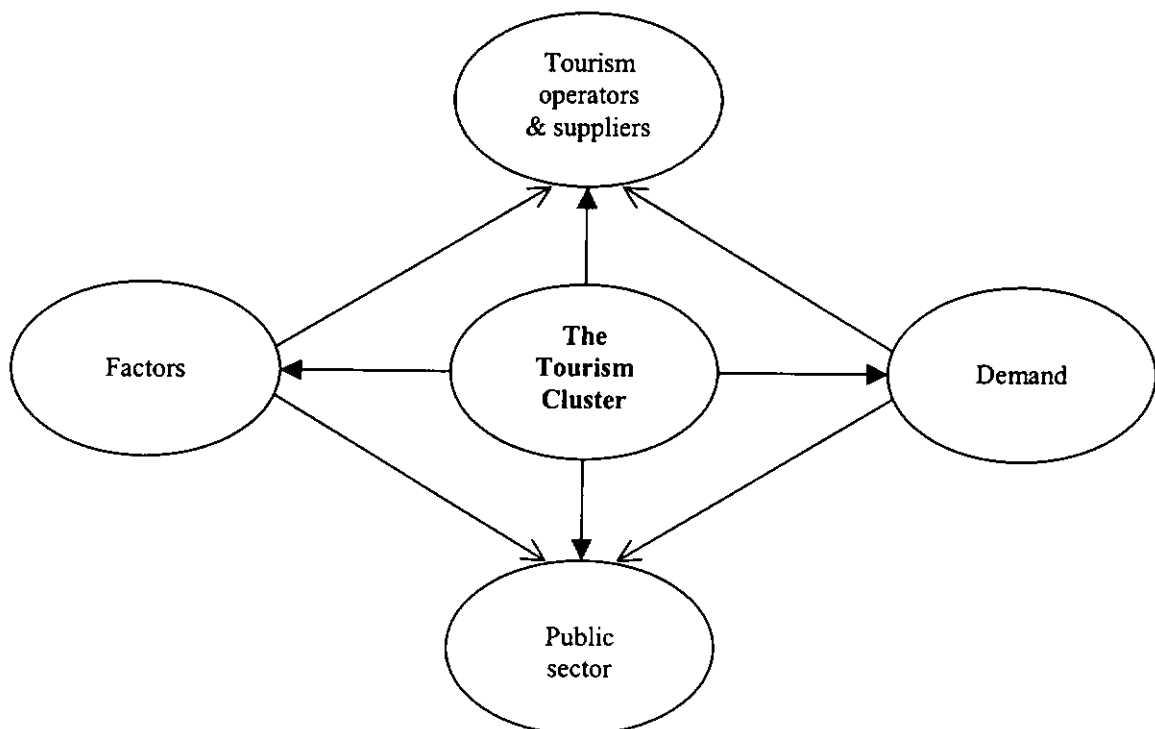 Tourism
operators
& suppliers
Factors
The
Tourism
Cluster
Demand
Public
sector